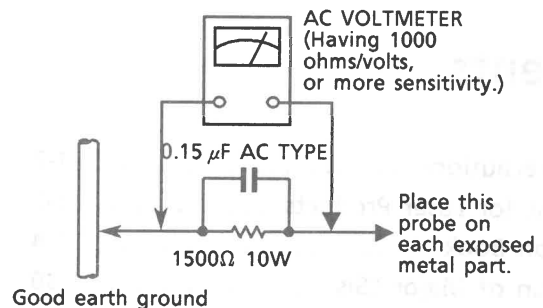 AC VOLTMETER
(Having 1000
ohms/volts,
or more sensitivity.)
0.15 μF AC TYPE
1500Ω 10W
Place this
probe on
each exposed
metal part.
Good earth ground